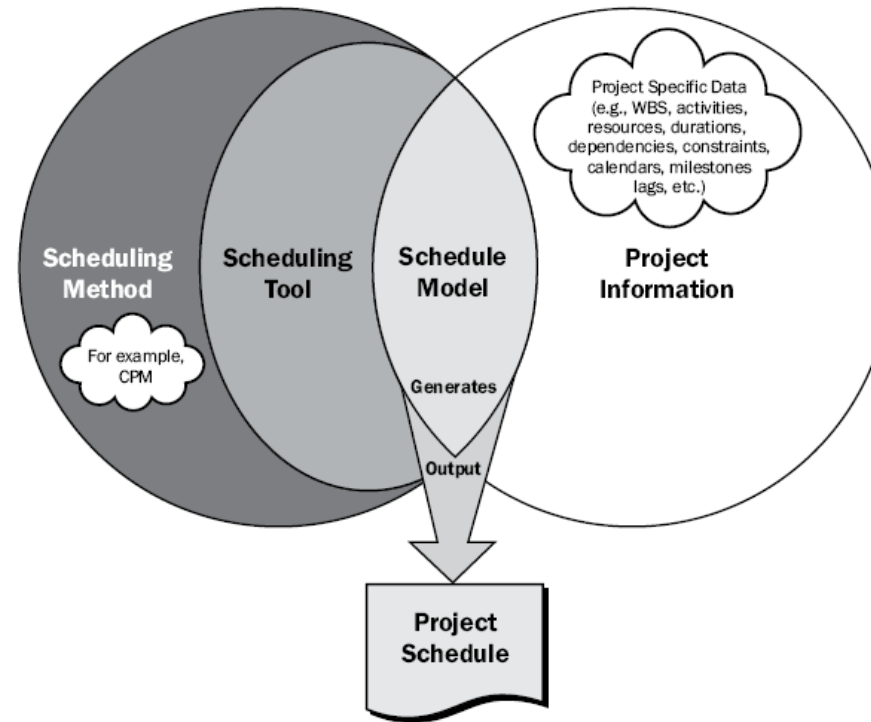 Project Specific Data
(e.g., WBS, activities,
resources, durations,
dependencies, constraints,
calendars, milestones
lags, etc.)
Scheduling
Method
Scheduling
Tool
Schedule
Model
Project
Information
For example,
CPM
Generates
Output
Project
Schedule